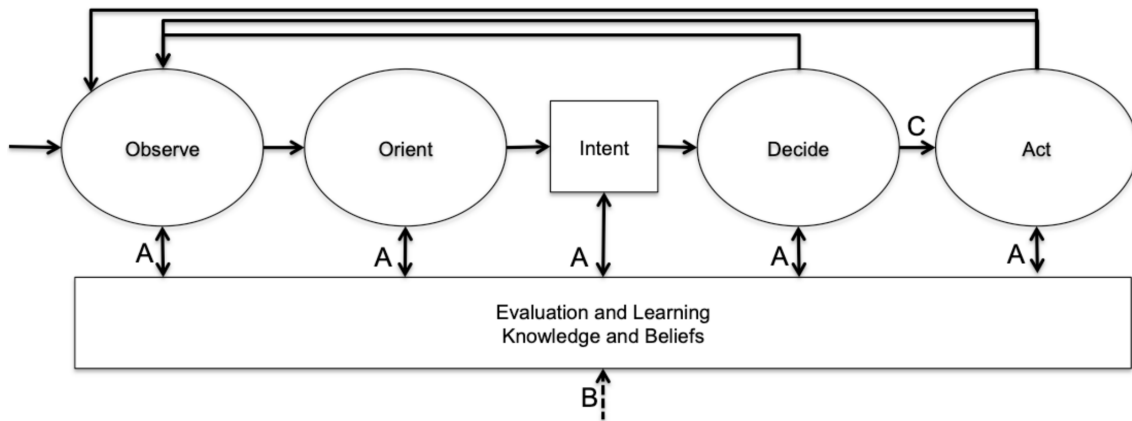 Observe
Orient
Intent
Decide
C
Act
A
A
A
A
A
Evaluation and Learning
Knowledge and Beliefs
B